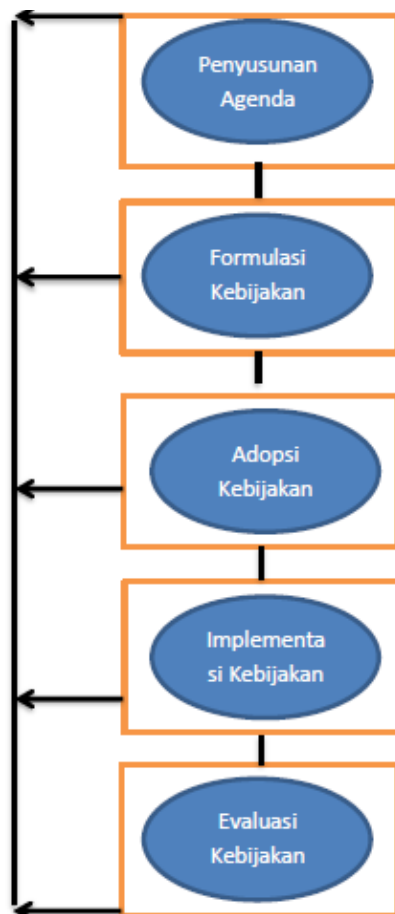 Penyusunan
Agenda
Formulasi
Kebijakan
Adopsi
Kebijakan
Implementa
si Kebijakan
Evaluasi
Kebijakan